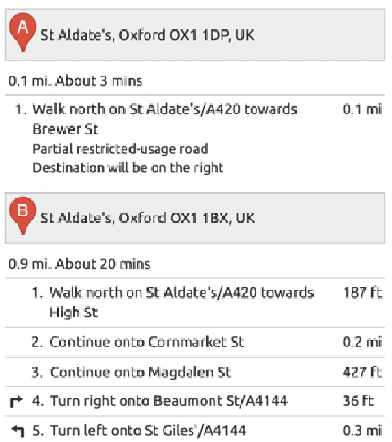 A
St Aldate's, Oxford OX1 1DP, UK
0.1 mi. About 3 mins
1. Walk north on St Aldate's/A420 towards 0.1 mi
Brewer St
Partial restricted-usage road
Destination will be on the right
B
St Aldate's, Oxford OX1 1BX, UK
0.9 mi. About 20 mins
1. Walk north on St Aldate's/A420 towards 187 ft
High St
2. Continue onto Cornmarket St 0.2 mi
3. Continue onto Magdalen St 427 ft
4. Turn right onto Beaumont St/A4144 36 ft
5. Turn left onto St Giles'/A4144 0.3 mi